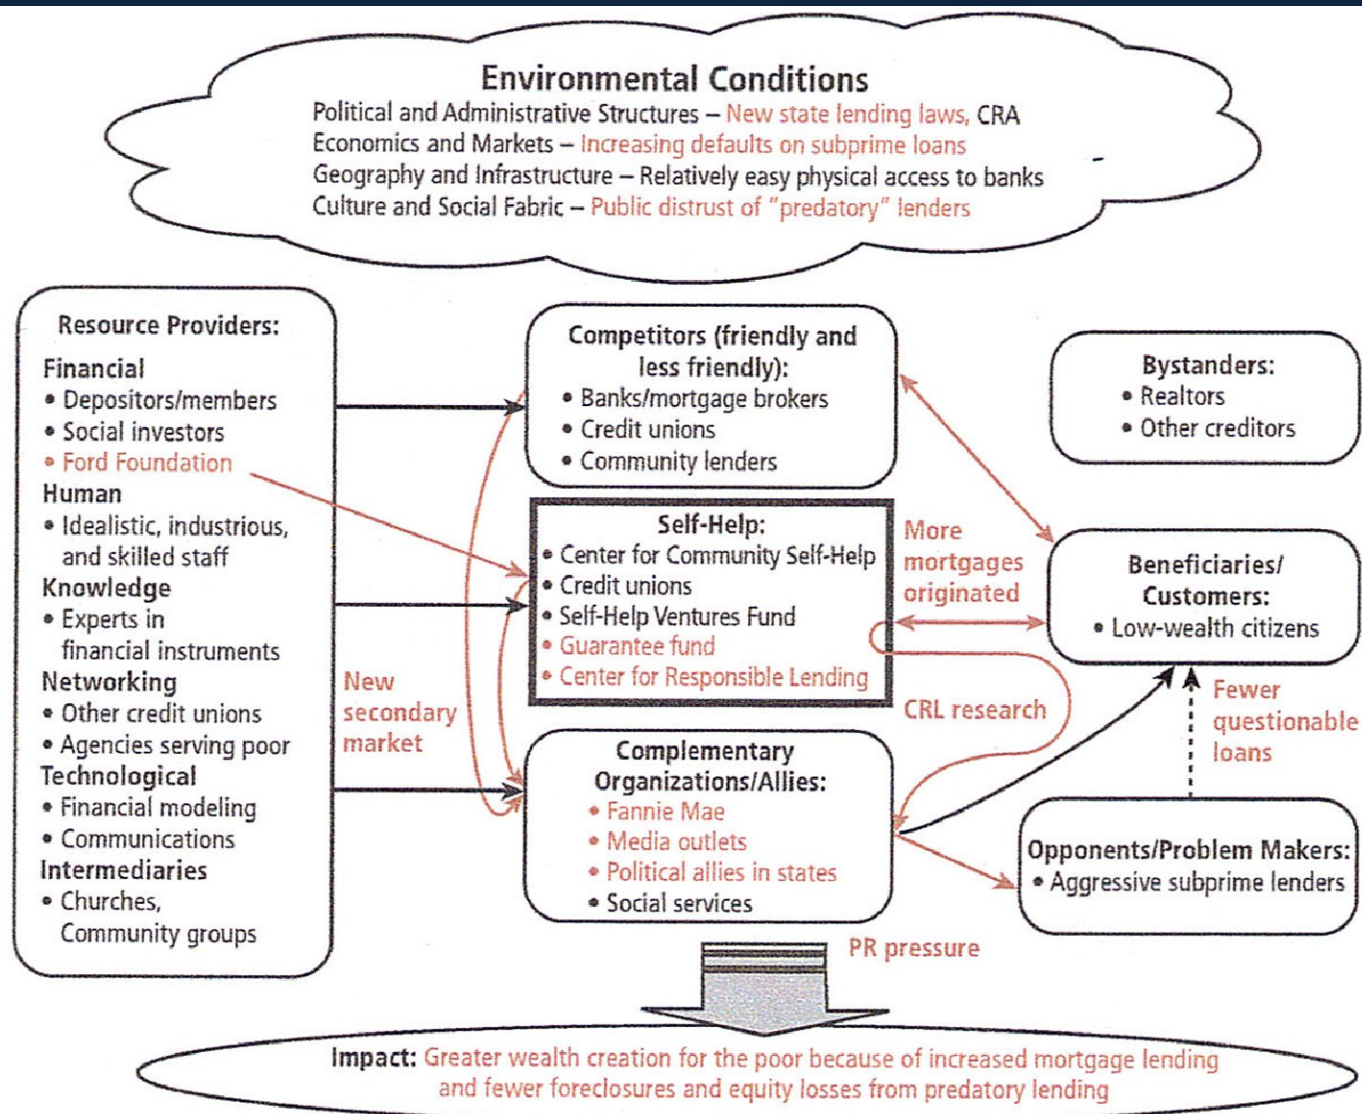 Environmental Conditions
Political and Administrative Structures – New state lending laws, CRA
Economics and Markets – Increasing defaults on subprime loans
Geography and Infrastructure – Relatively easy physical access to banks
Culture and Social Fabric – Public distrust of "predatory" lenders
Resource Providers:
Financial
• Depositors/members
• Social investors
• Ford Foundation
Human
• Idealistic, industrious,
and skilled staff
Knowledge
• Experts in
financial instruments
Networking
• Other credit unions
• Agencies serving poor
Technological
• Financial modeling
• Communications
Intermediaries
• Churches,
Community groups
New
secondary
market
Competitors (friendly and
less friendly):
• Banks/mortgage brokers
• Credit unions
• Community lenders
Self-Help:
• Center for Community Self-Help
• Credit unions
• Self-Help Ventures Fund
• Guarantee fund
• Center for Responsible Lending
Complementary
Organizations/Allies:
• Fannie Mae
• Media outlets
• Political allies in states
• Social services
More
mortgages
originated
CRL research
Bystanders:
• Realtors
• Other creditors
Beneficiaries/
Customers:
• Low-wealth citizens
Fewer
questionable
loans
Opponents/Problem Makers:
• Aggressive subprime lenders
PR pressure
Impact: Greater wealth creation for the poor because of increased mortgage lending
and fewer foreclosures and equity losses from predatory lending